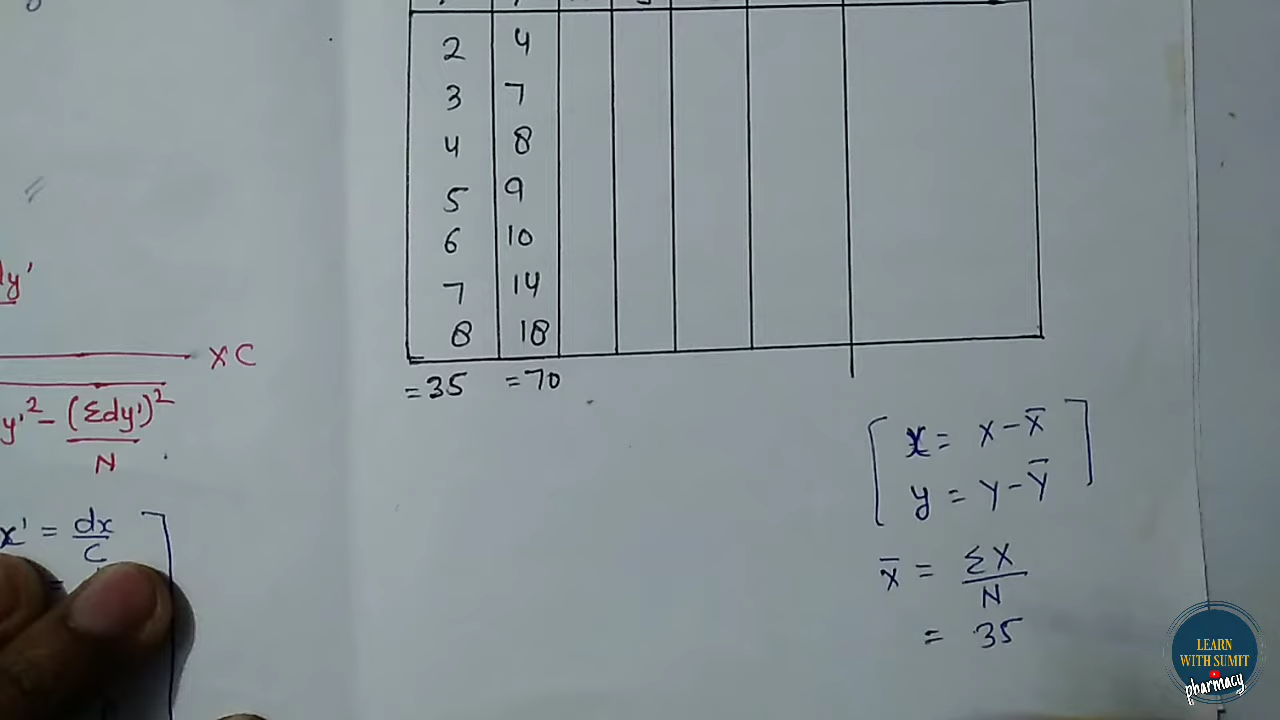 2 4
3 7
4 8
5 9
6 10
7 14
8 18
=35 =70
dy'
× C
y'² - (Σdy')²
N
x' = dx
C
x = X - X̄
y = Y - Ȳ
X̄ = ΣX
N
= 35
LEARN
WITH SUMIT
pharmacy